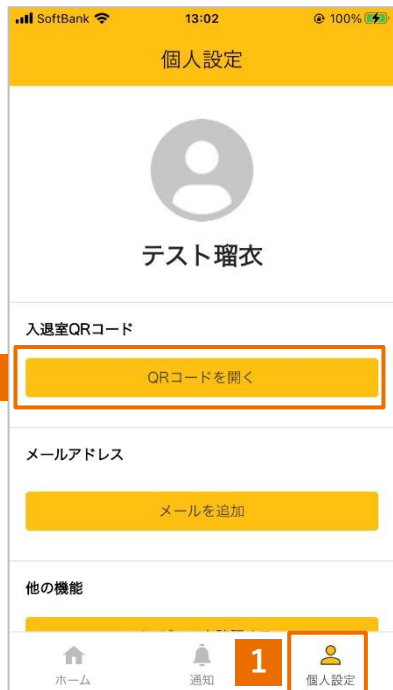 SoftBank 13:02 100%
個人設定
テスト瑠衣
入退室QRコード
QRコードを開く
メールアドレス
メールを追加
他の機能
1
ホーム 通知 個人設定